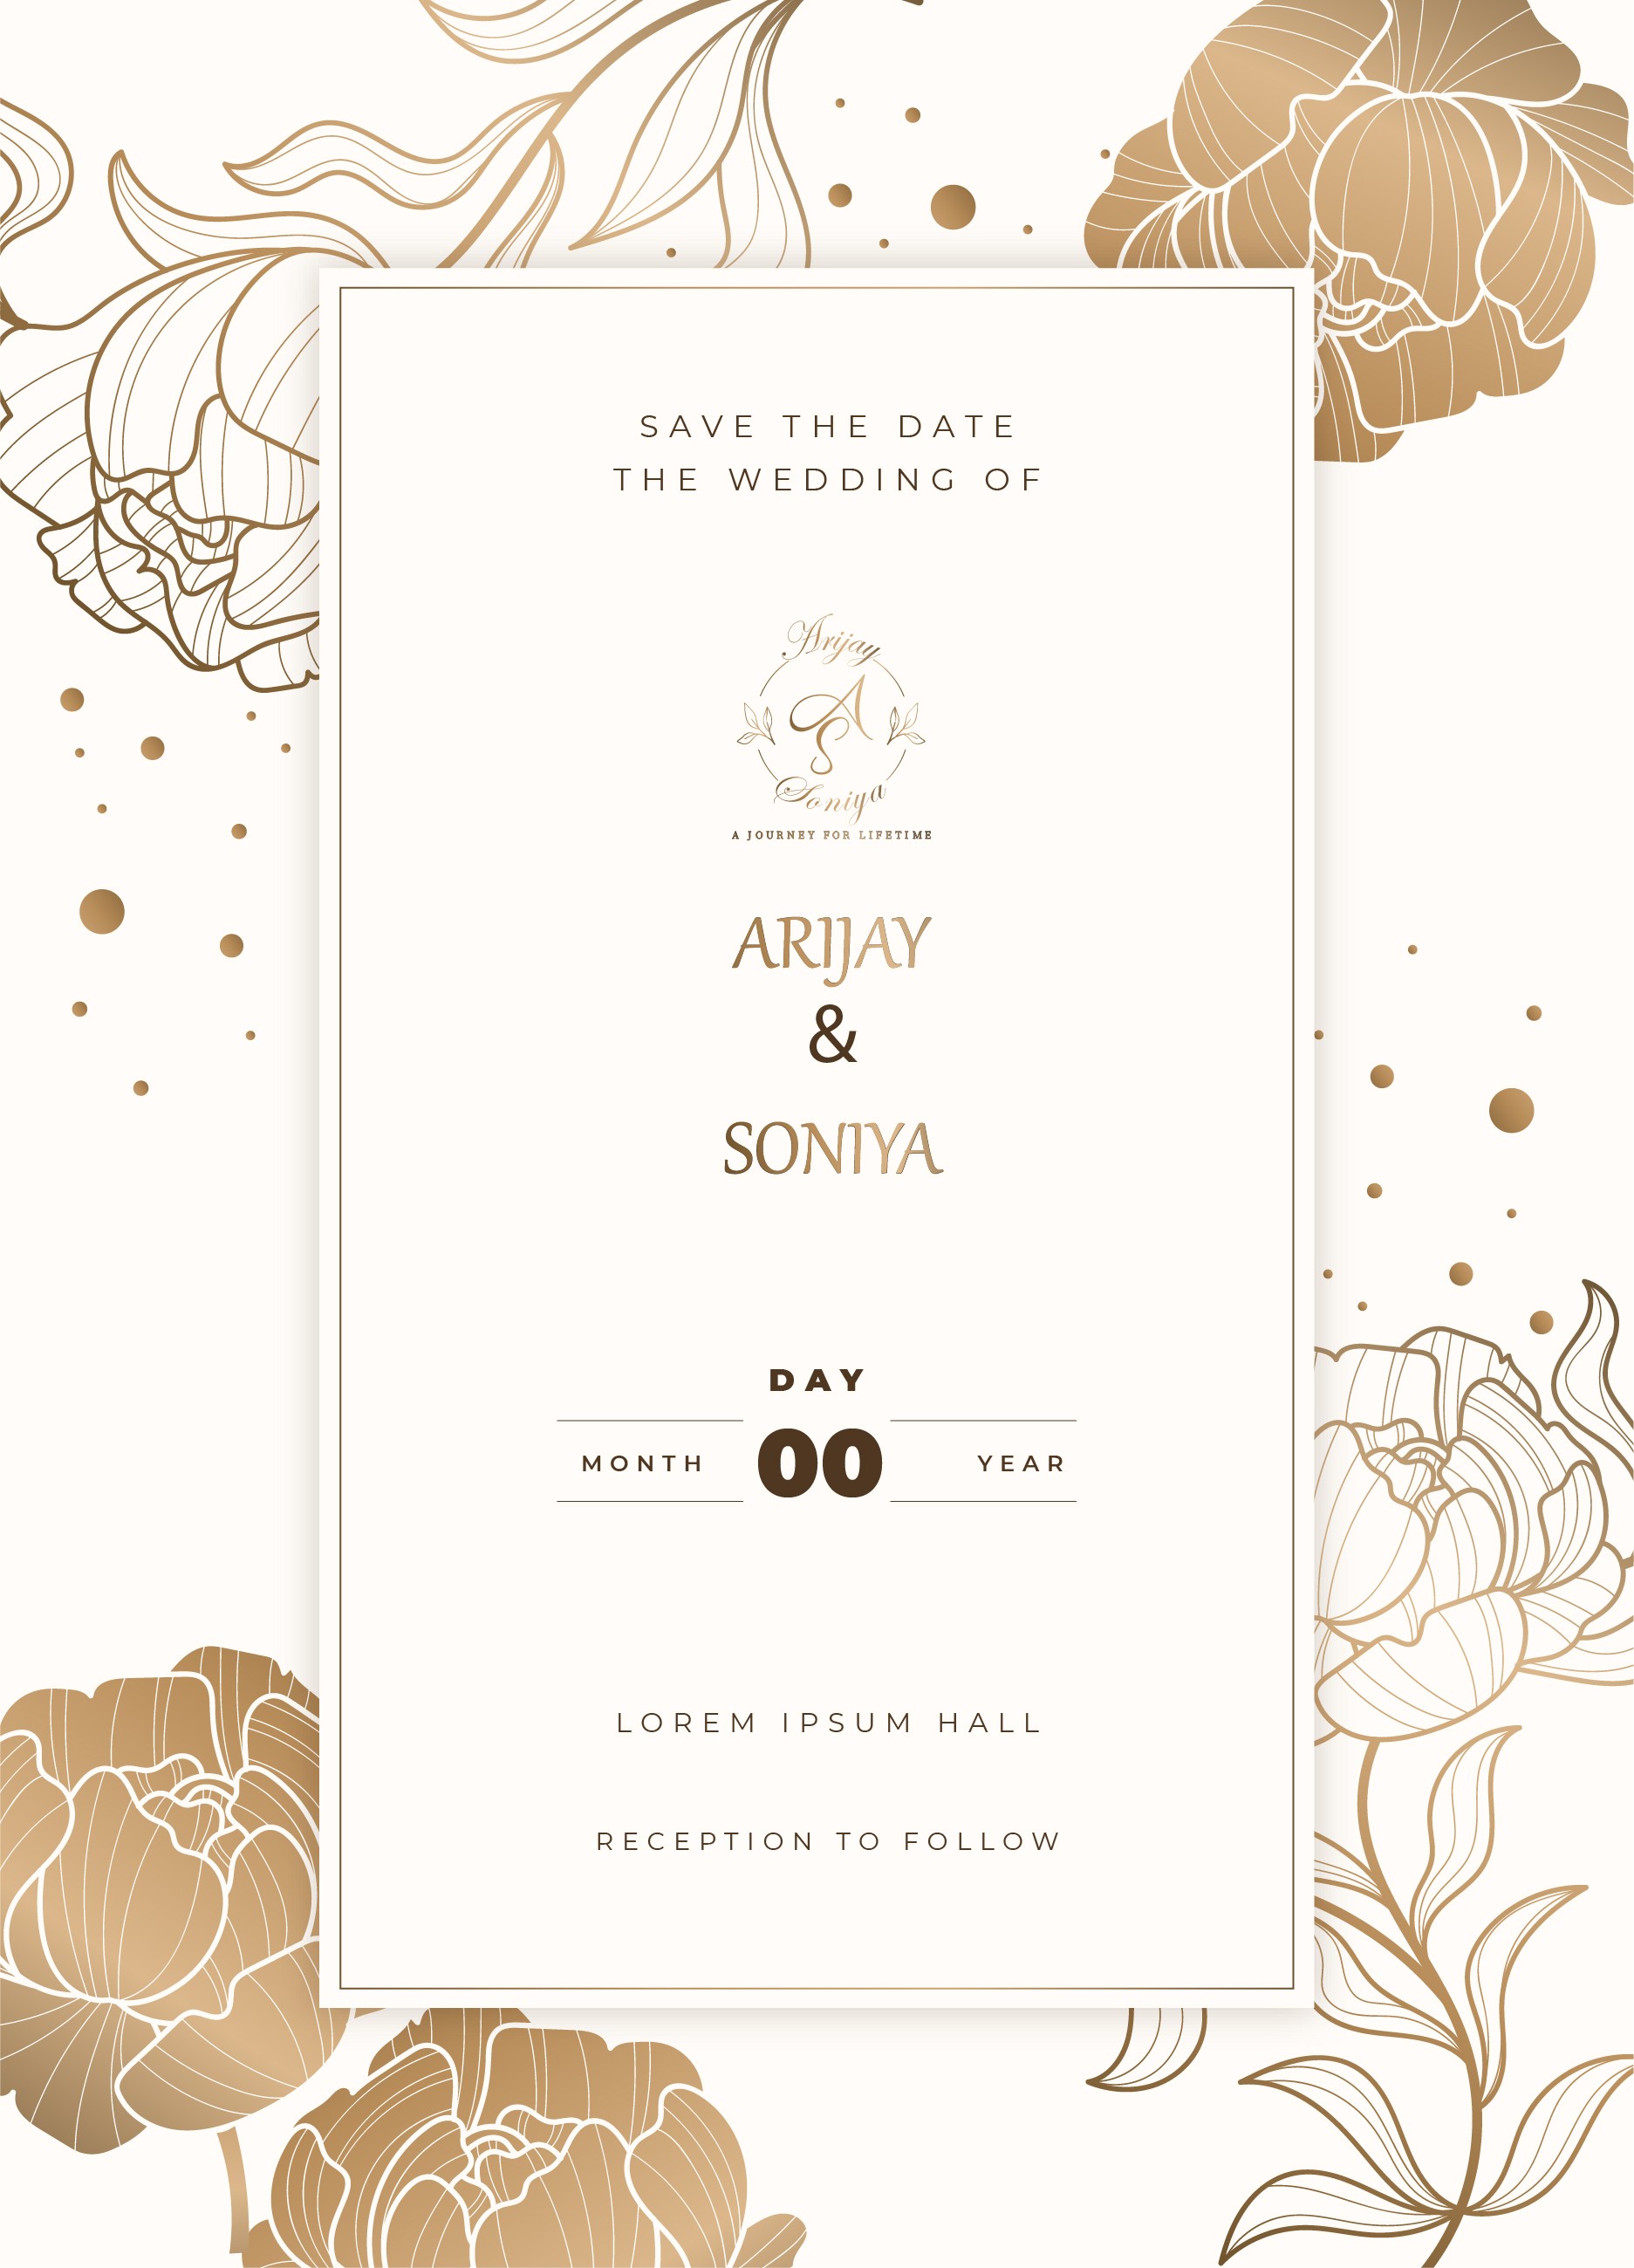 SAVE THE DATE
THE WEDDING OF
Arijay
A
S
Soniya
A JOURNEY FOR LIFETIME
ARIJAY
&
SONIYA
DAY
MONTH 00 YEAR
LOREM IPSUM HALL
RECEPTION TO FOLLOW